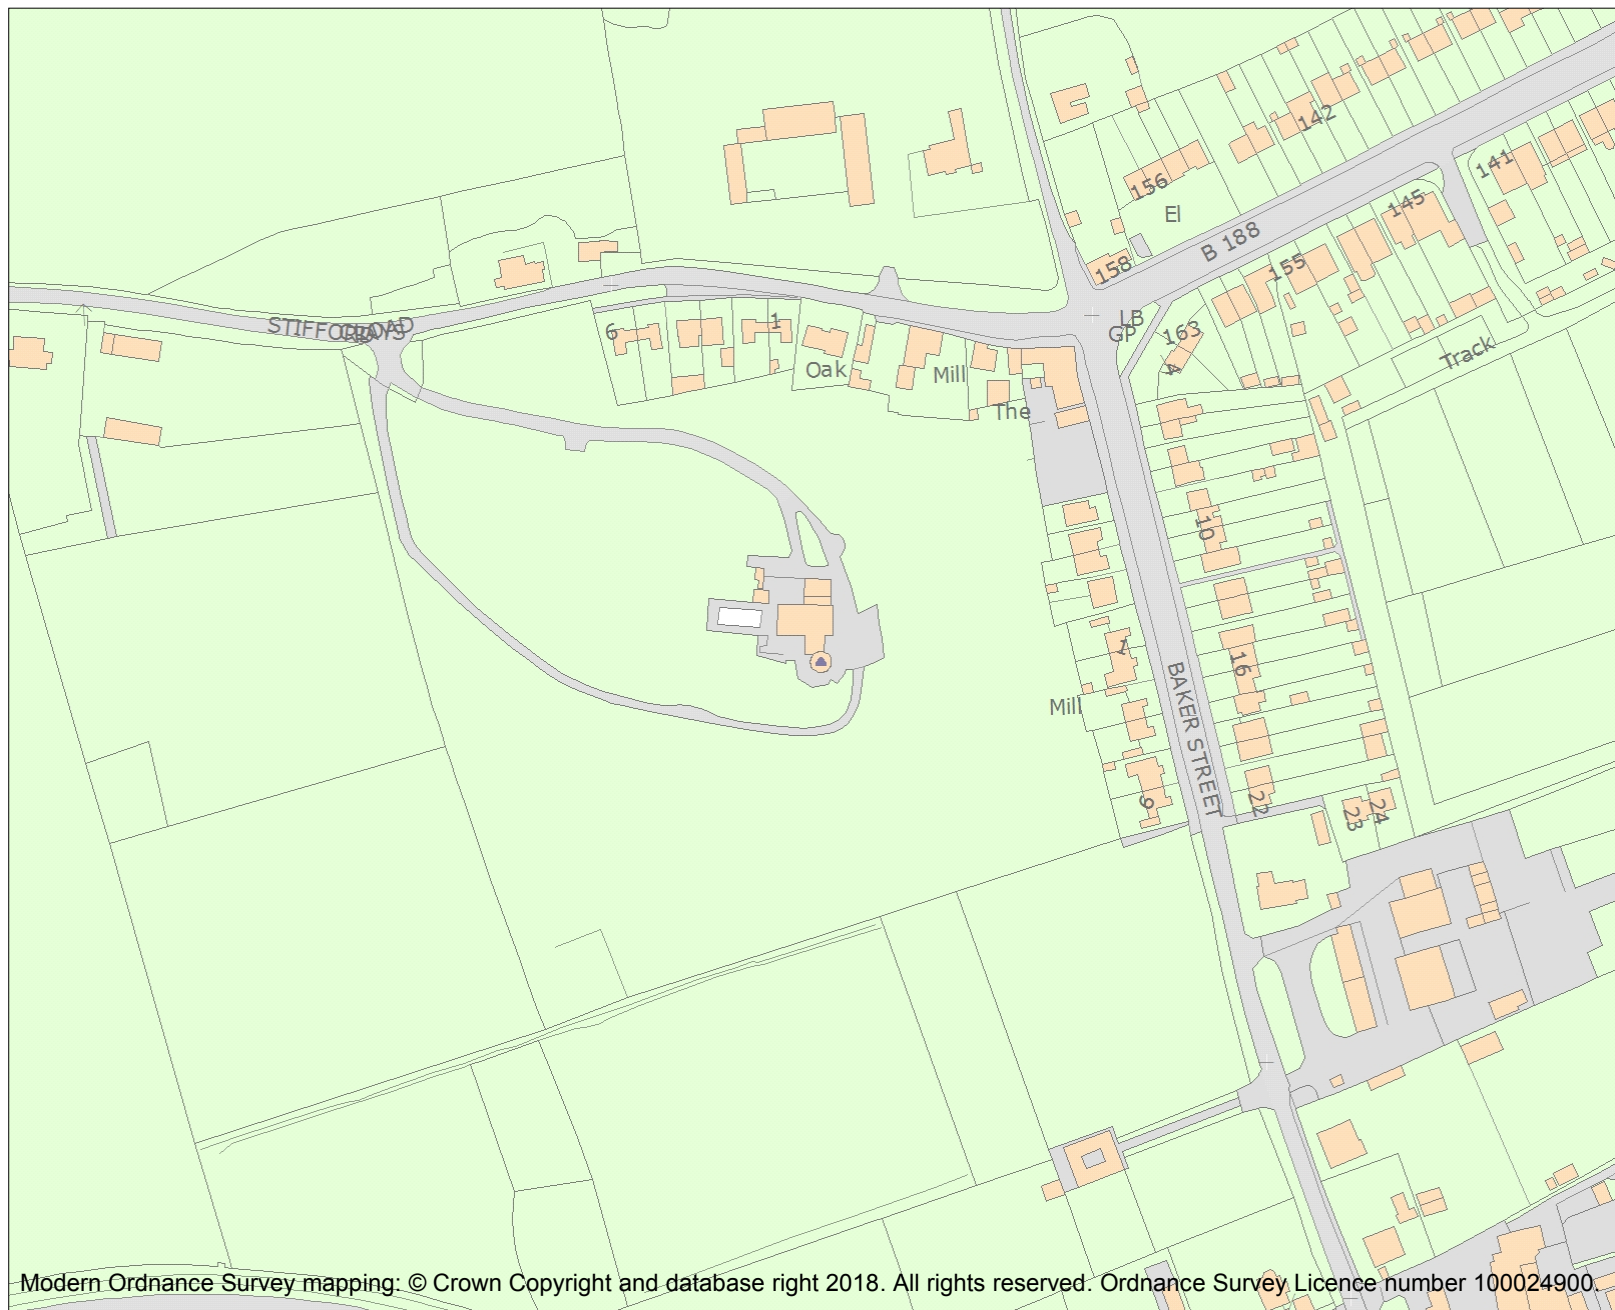 142
141
156
145
El
B 188
155
158
LB
GP
163
4
STIFFORD
ROAD
6
1
Oak
Mill
The
Track
10
1
16
Mill
BAKER STREET
9
22
23
24
Modern Ordnance Survey mapping: © Crown Copyright and database right 2018. All rights reserved. Ordnance Survey Licence number 100024900.